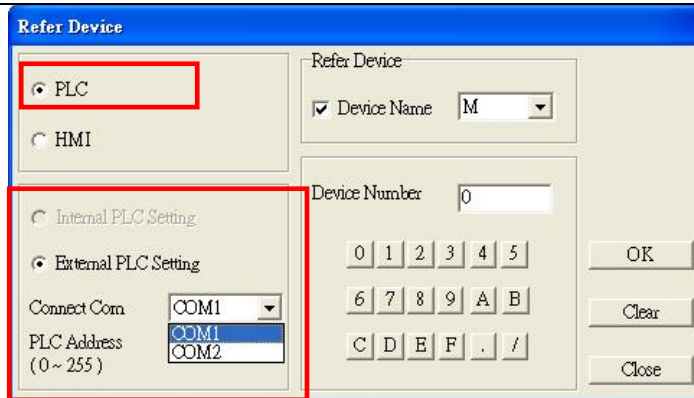 Refer Device
PLC
HMI
Internal PLC Setting
External PLC Setting
Connect Com COM1
COM1
COM2
PLC Address
( 0 ~ 255 )
Refer Device
Device Name M
Device Number 0
0 1 2 3 4 5
6 7 8 9 A B
C D E F . /
OK
Clear
Close